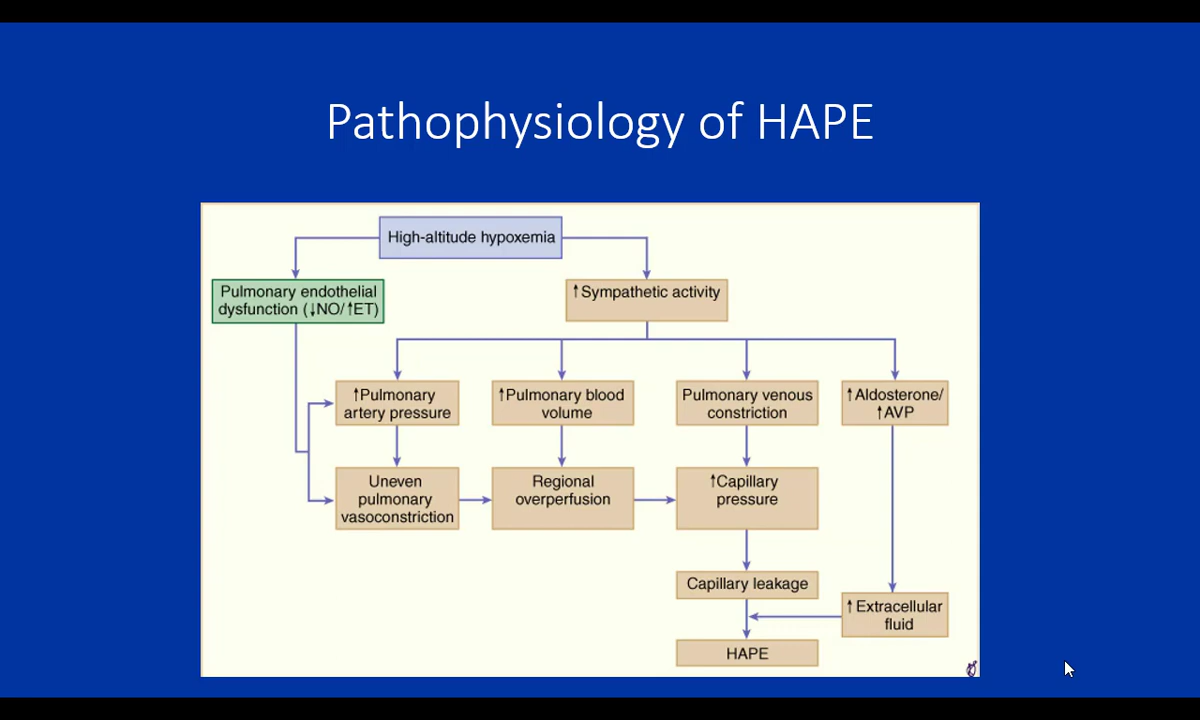 Pathophysiology of HAPE
High-altitude hypoxemia
Pulmonary endothelial
dysfunction (↓NO/↑ET)
↑Sympathetic activity
↑Pulmonary
artery pressure
↑Pulmonary blood
volume
Pulmonary venous
constriction
↑Aldosterone/
↑AVP
Uneven
pulmonary
vasoconstriction
Regional
overperfusion
↑Capillary
pressure
Capillary leakage
↑Extracellular
fluid
HAPE